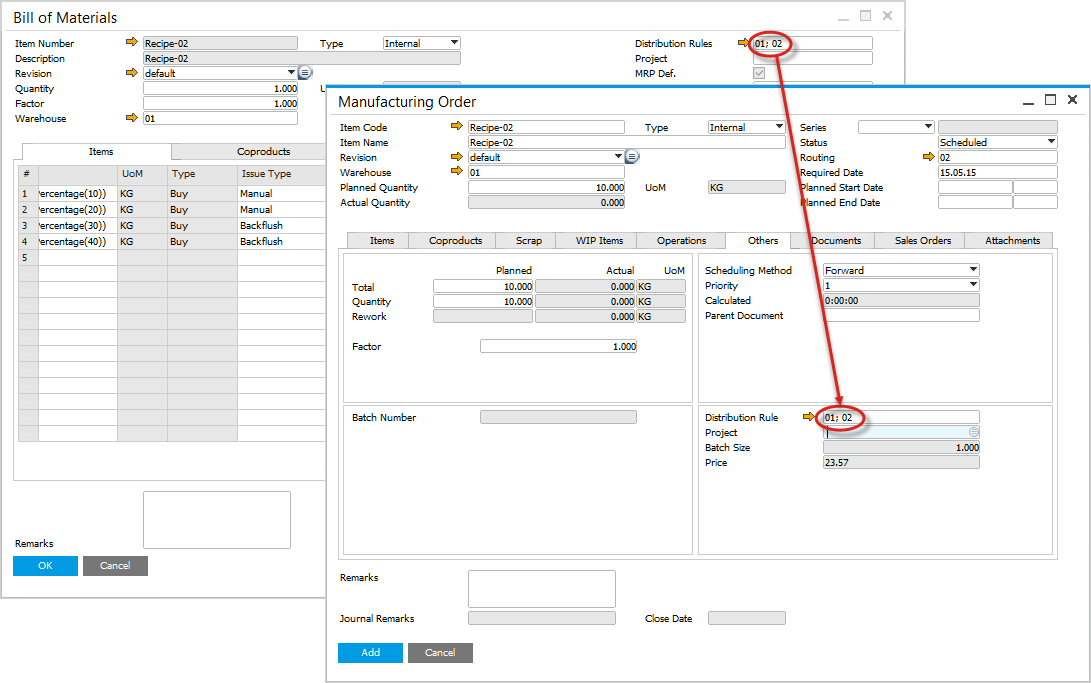 Bill of Materials
Item Number Recipe-02 Type Internal Distribution Rules 01; 02
Description Recipe-02 Project
Revision default MRP Def.
Quantity 1.000
Factor 1.000
Warehouse 01
Items Coproducts
# UoM Type Issue Type
1 ercentage(10)) KG Buy Manual
2 ercentage(20)) KG Buy Manual
3 ercentage(30)) KG Buy Backflush
4 ercentage(40)) KG Buy Backflush
5
Remarks
OK Cancel
Manufacturing Order
Item Code Recipe-02 Type Internal Series
Item Name Recipe-02 Status Scheduled
Revision default Routing 02
Warehouse 01 Required Date 15.05.15
Planned Quantity 10.000 UoM KG Planned Start Date
Actual Quantity 0.000 Planned End Date
Items Coproducts Scrap WIP Items Operations Others Documents Sales Orders Attachments
Planned Actual UoM
Total 10.000 0.000 KG
Quantity 10.000 0.000 KG
Rework 0.000 KG
Factor 1.000
Scheduling Method Forward
Priority 1
Calculated 0:00:00
Parent Document
Batch Number
Distribution Rule 01; 02
Project
Batch Size 1.000
Price 23.57
Remarks
Journal Remarks Close Date
Add Cancel